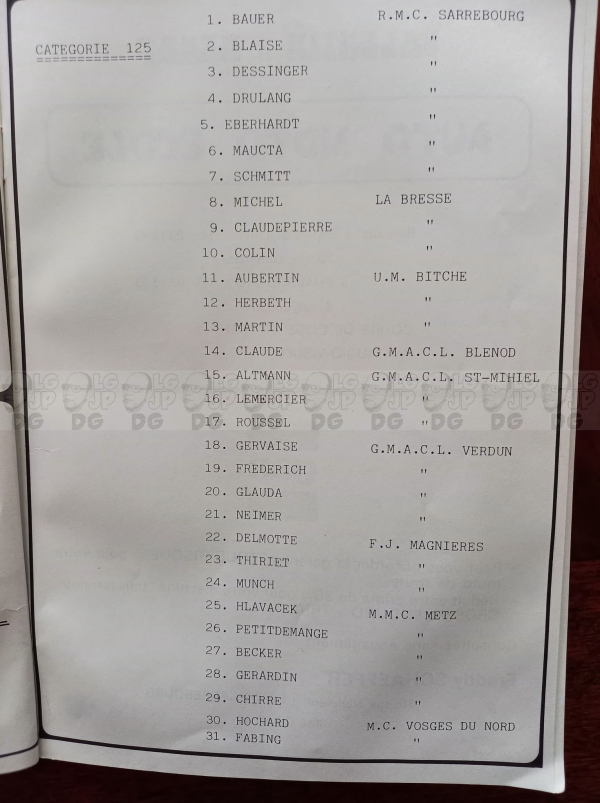 1. BAUER R.M.C. SARREBOURG
CATEGORIE 125
2. BLAISE "
3. DESSINGER "
4. DRULANG "
5. EBERHARDT "
6. MAUCTA "
7. SCHMITT "
8. MICHEL LA BRESSE
9. CLAUDEPIERRE "
10. COLIN "
11. AUBERTIN U.M. BITCHE
12. HERBETH "
13. MARTIN "
14. CLAUDE G.M.A.C.L. BLENOD
15. ALTMANN G.M.A.C.L. ST-MIHIEL
16. LEMERCIER "
17. ROUSSEL "
18. GERVAISE G.M.A.C.L. VERDUN
19. FREDERICH "
20. GLAUDA "
21. NEIMER "
22. DELMOTTE F.J. MAGNIERES
23. THIRIET "
24. MUNCH "
25. HLAVACEK M.M.C. METZ
26. PETITDEMANGE "
27. BECKER "
28. GERARDIN "
29. CHIRRE "
30. HOCHARD M.C. VOSGES DU NORD
31. FABING "